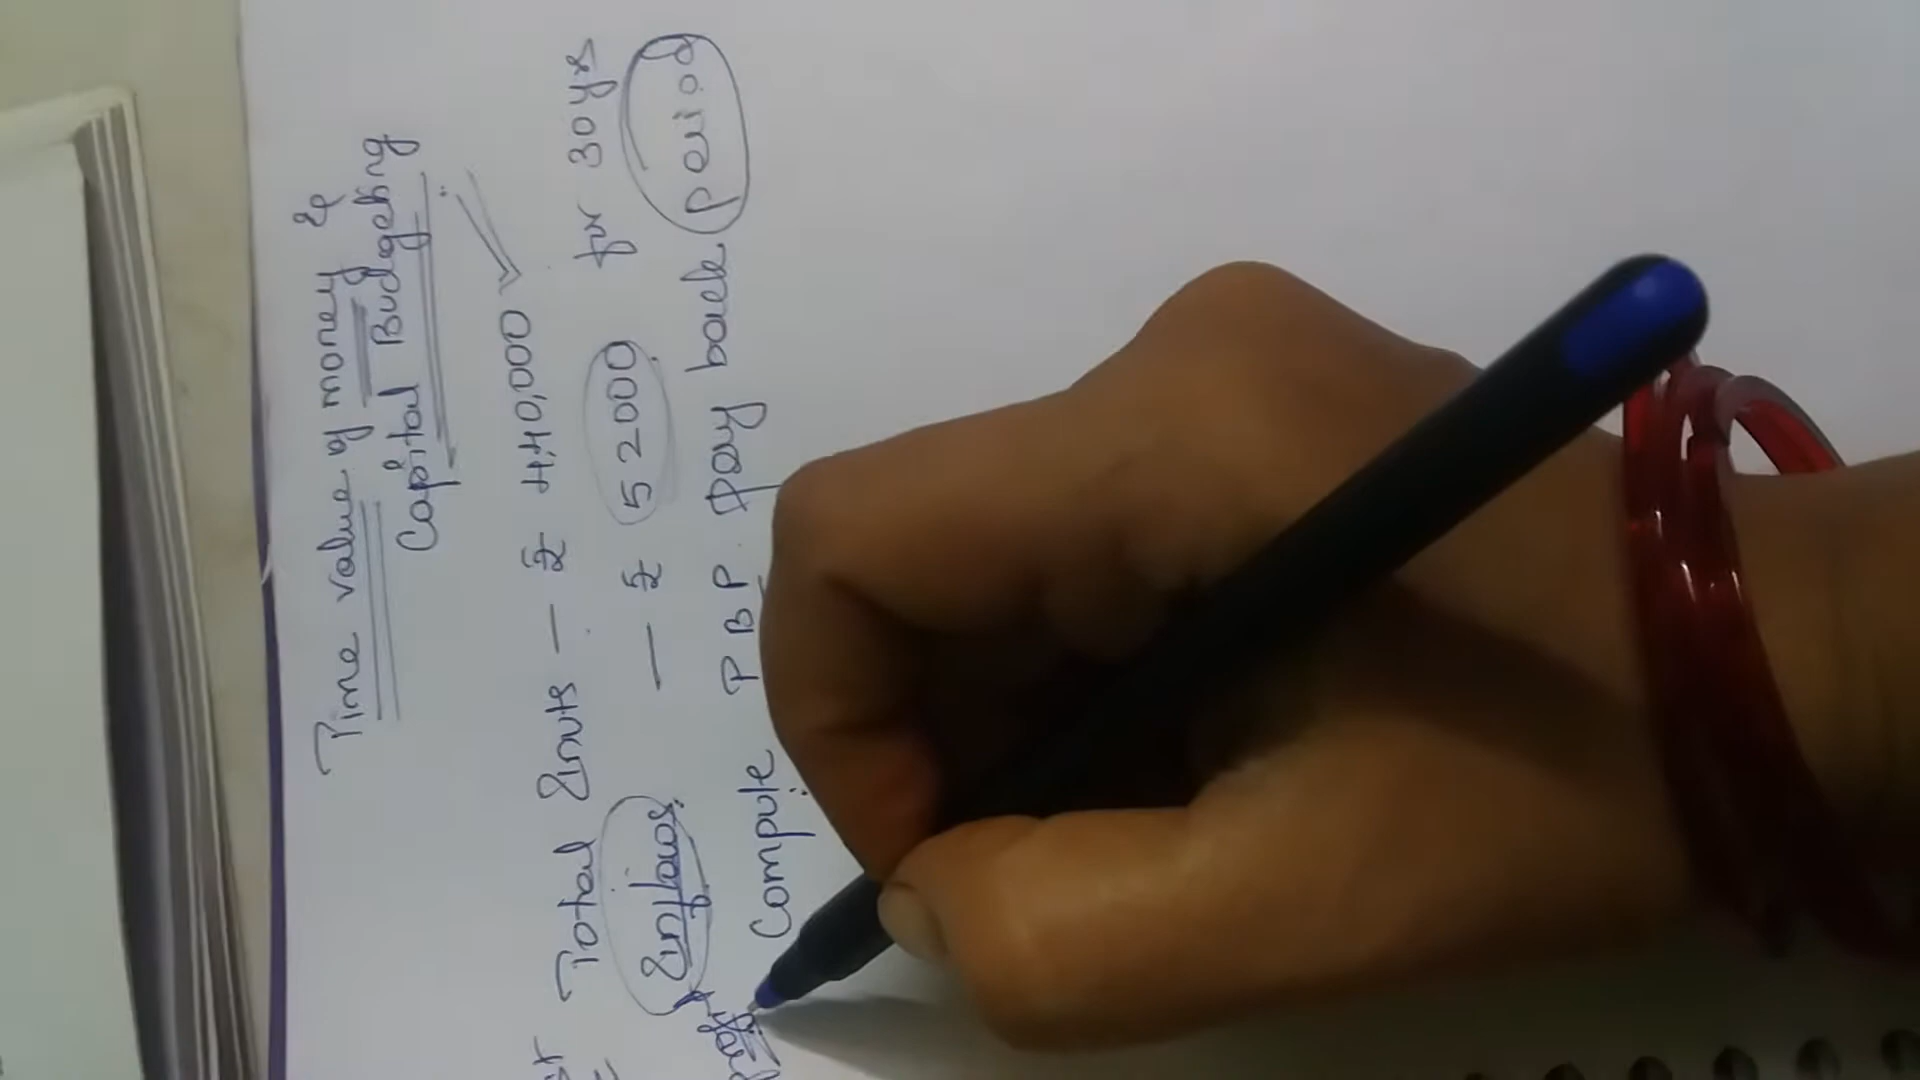 Time value of money &
Capital Budgeting
Total Invts - ₹ 4,40,000
Inflows - ₹ 52000 for 30 yrs
Compute PBP. Pay back period